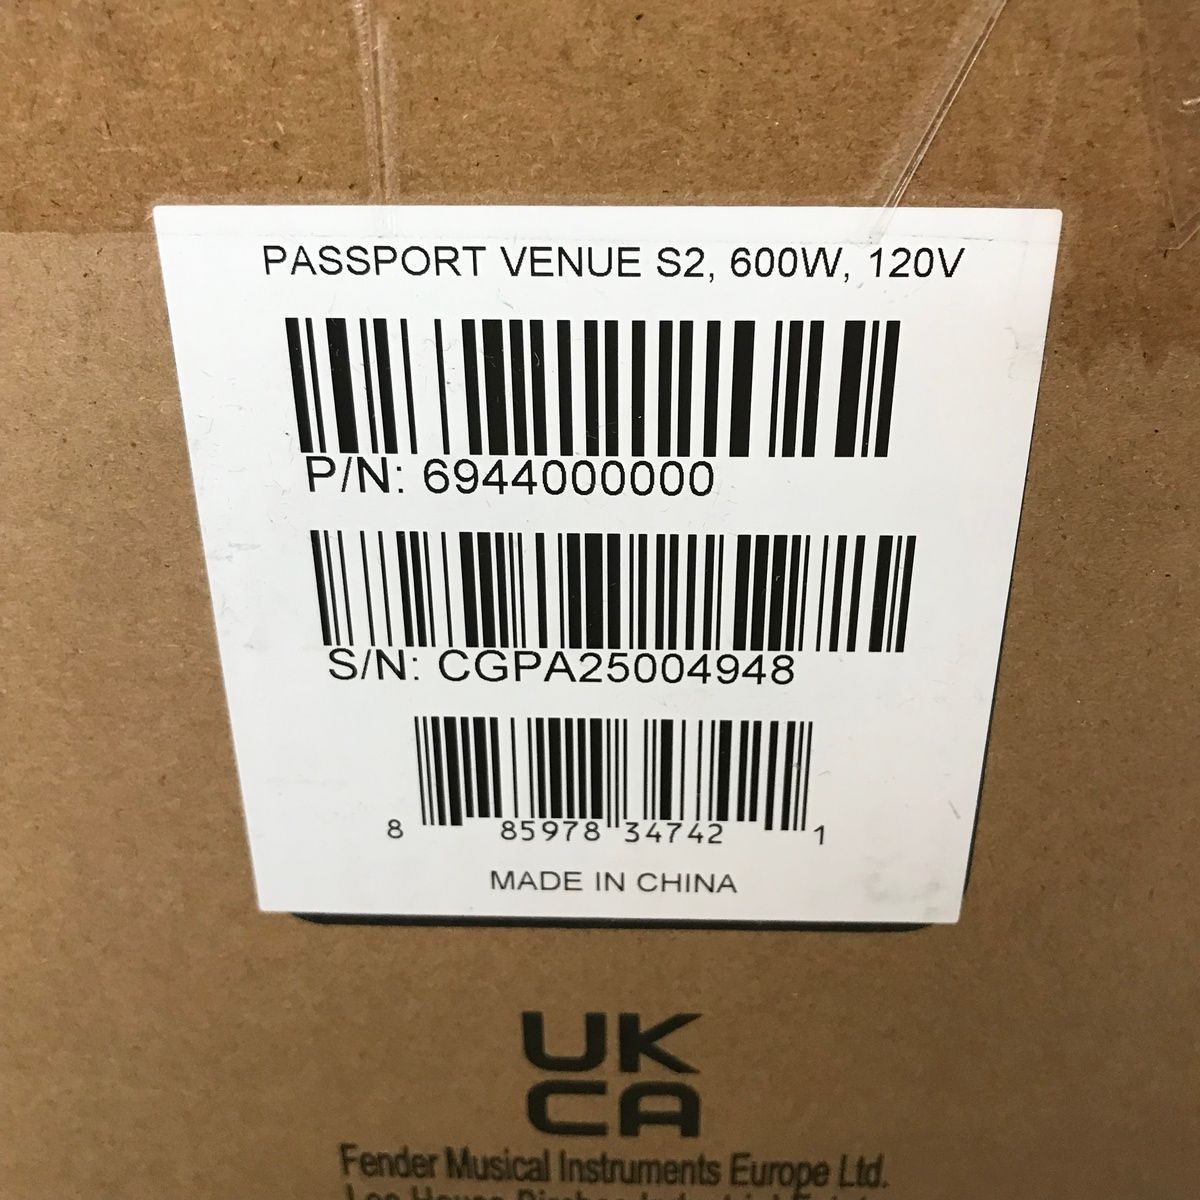 PASSPORT VENUE S2, 600W, 120V
P/N: 6944000000
S/N: CGPA25004948
8 85978 34742 1
MADE IN CHINA
UK
CA
Fender Musical Instruments Europe Ltd.